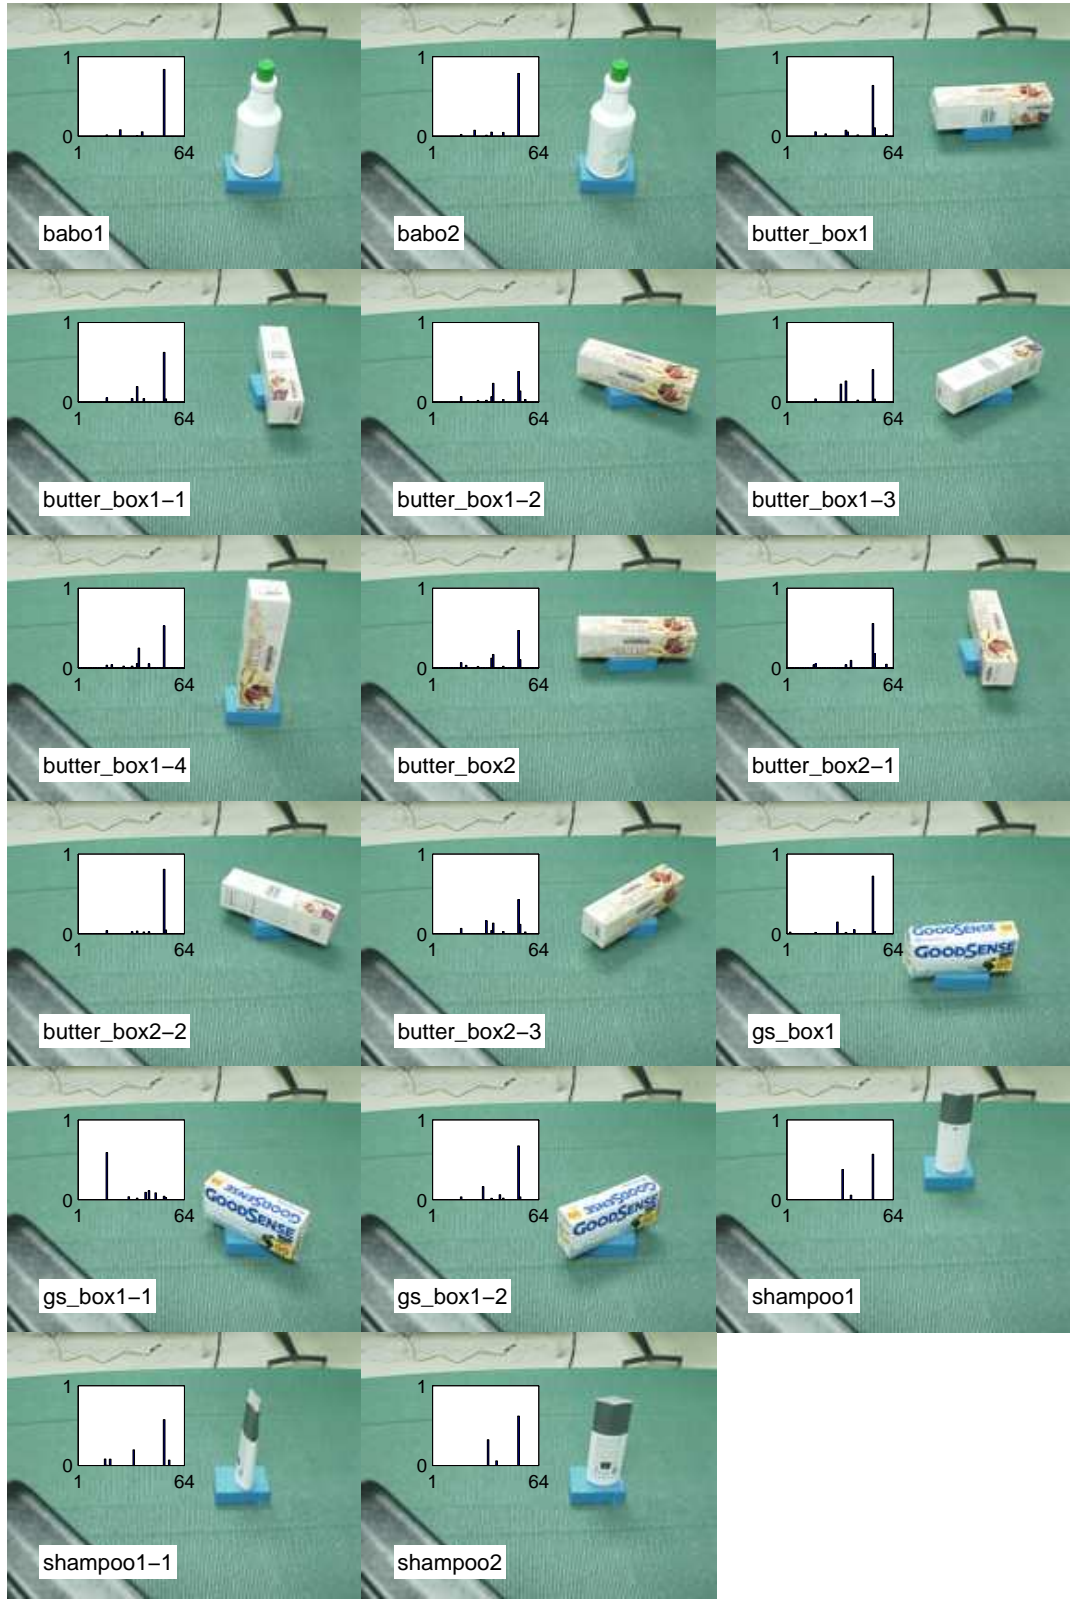 1
0
1
64
babo1
1
0
1
64
babo2
1
0
1
64
butter_box1
1
0
1
64
butter_box1−1
1
0
1
64
butter_box1−2
1
0
1
64
butter_box1−3
1
0
1
64
butter_box1−4
1
0
1
64
butter_box2
1
0
1
64
butter_box2−1
1
0
1
64
butter_box2−2
1
0
1
64
butter_box2−3
1
0
1
64
GOODSENSE
GOODSENSE
gs_box1
1
0
1
64
GOODSENSE
GOODSENSE
gs_box1−1
1
0
1
64
GOODSENSE
GOODSENSE
gs_box1−2
1
0
1
64
shampoo1
1
0
1
64
shampoo1−1
1
0
1
64
shampoo2